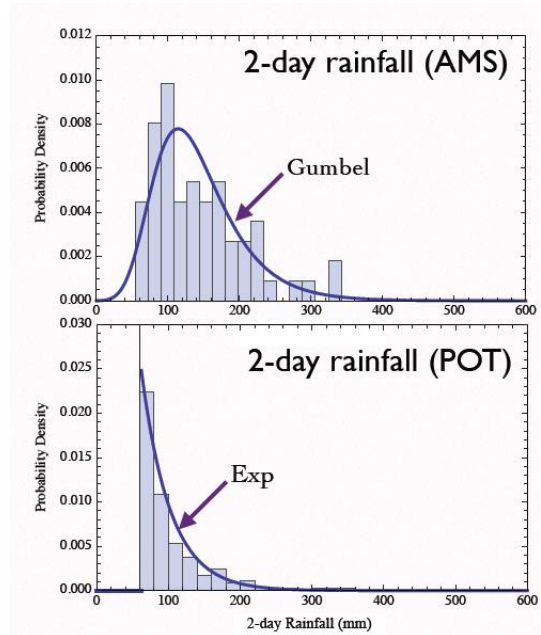 0.012
2-day rainfall (AMS)
0.010
0.008
Gumbel
0.006
0.004
0.002
0.000
0 100 200 300 400 500 600
Probability Density
0.030
2-day rainfall (POT)
0.025
0.020
Exp
0.015
0.010
0.005
0.000
0 100 200 300 400 500 600
Probability Density
2-day Rainfall (mm)